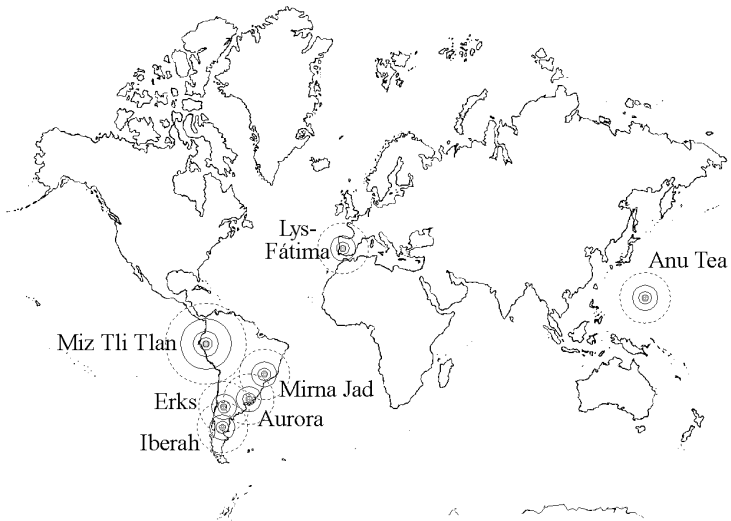 Lys-
Fátima
Anu Tea
Miz Tli Tlan
Mirna Jad
Erks
Aurora
Iberah